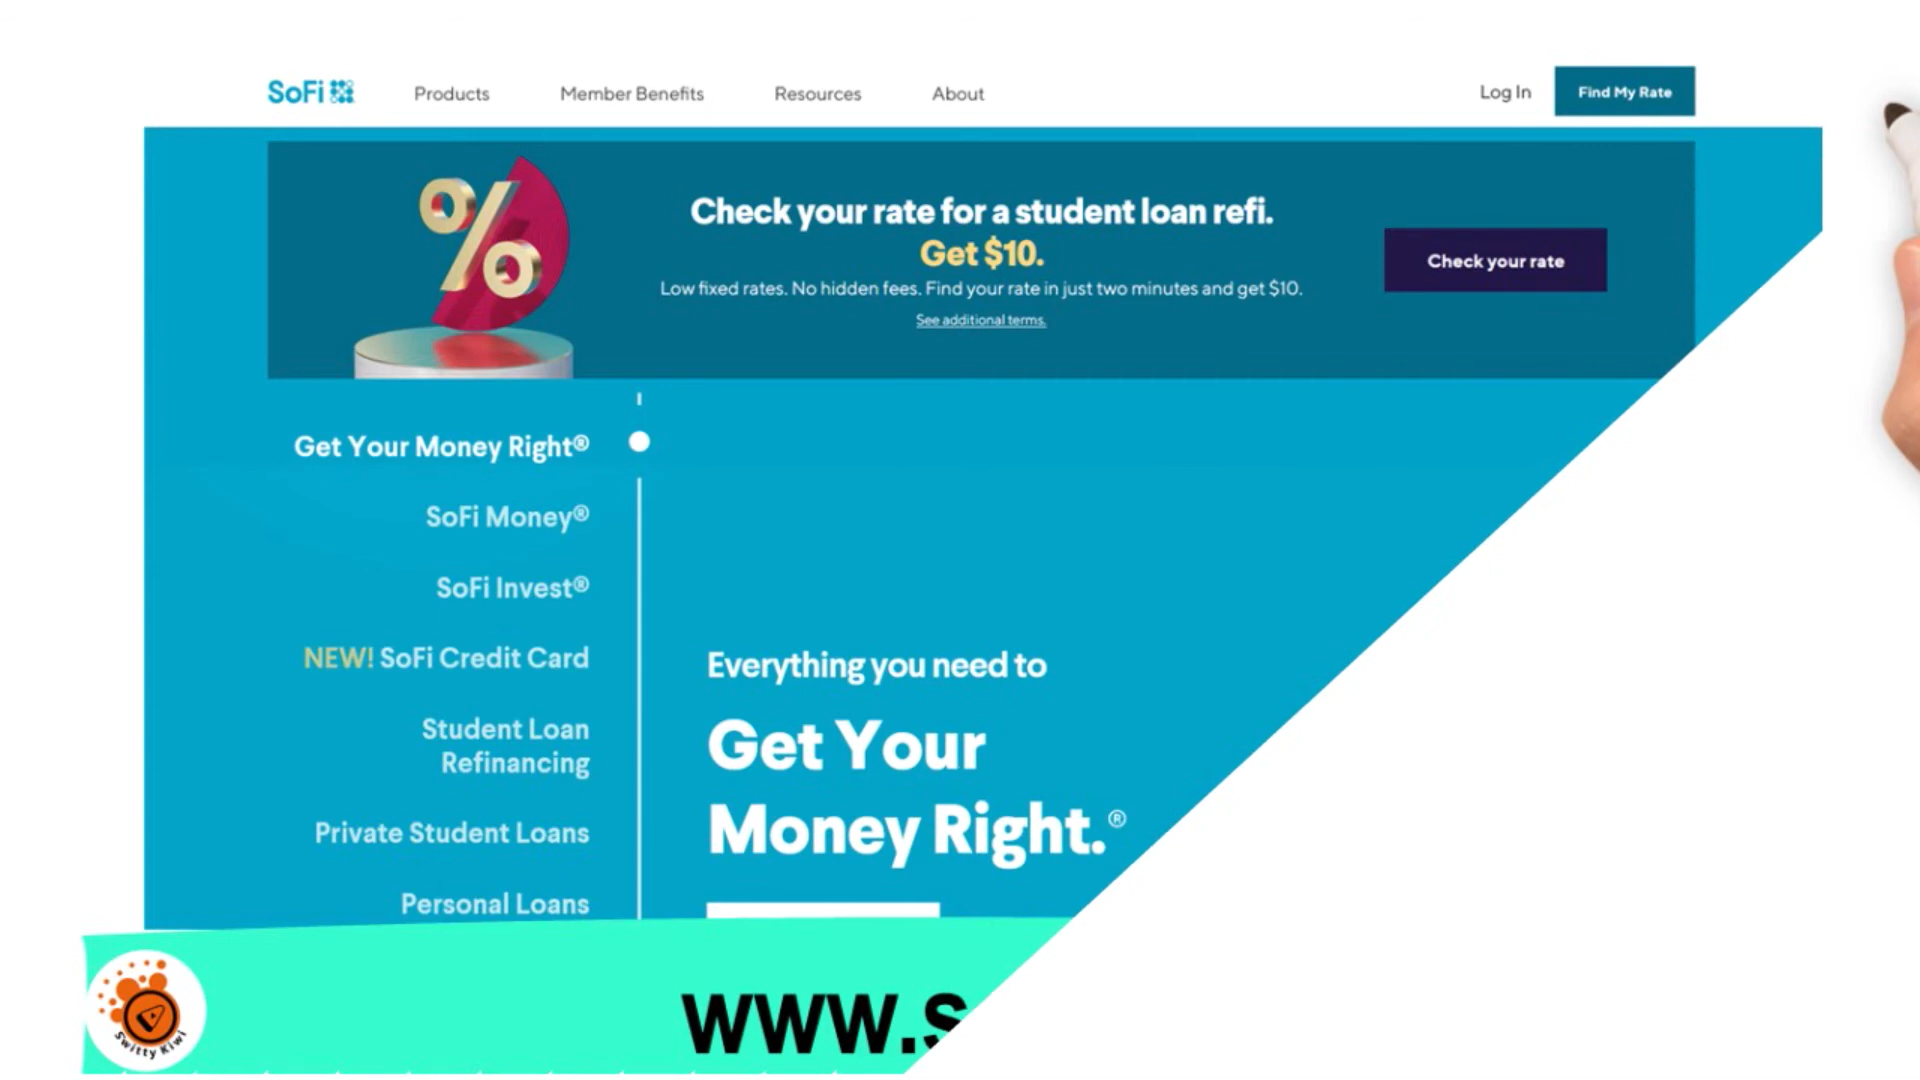 SoFi
Products
Member Benefits
Resources
About
Log In
Find My Rate
Check your rate for a student loan refi.
Get $10.
Low fixed rates. No hidden fees. Find your rate in just two minutes and get $10.
See additional terms.
Check your rate
Get Your Money Right®
SoFi Money®
SoFi Invest®
NEW! SoFi Credit Card
Student Loan
Refinancing
Private Student Loans
Personal Loans
Everything you need to
Get Your
Money Right.®
Switty Kiwi
www.s